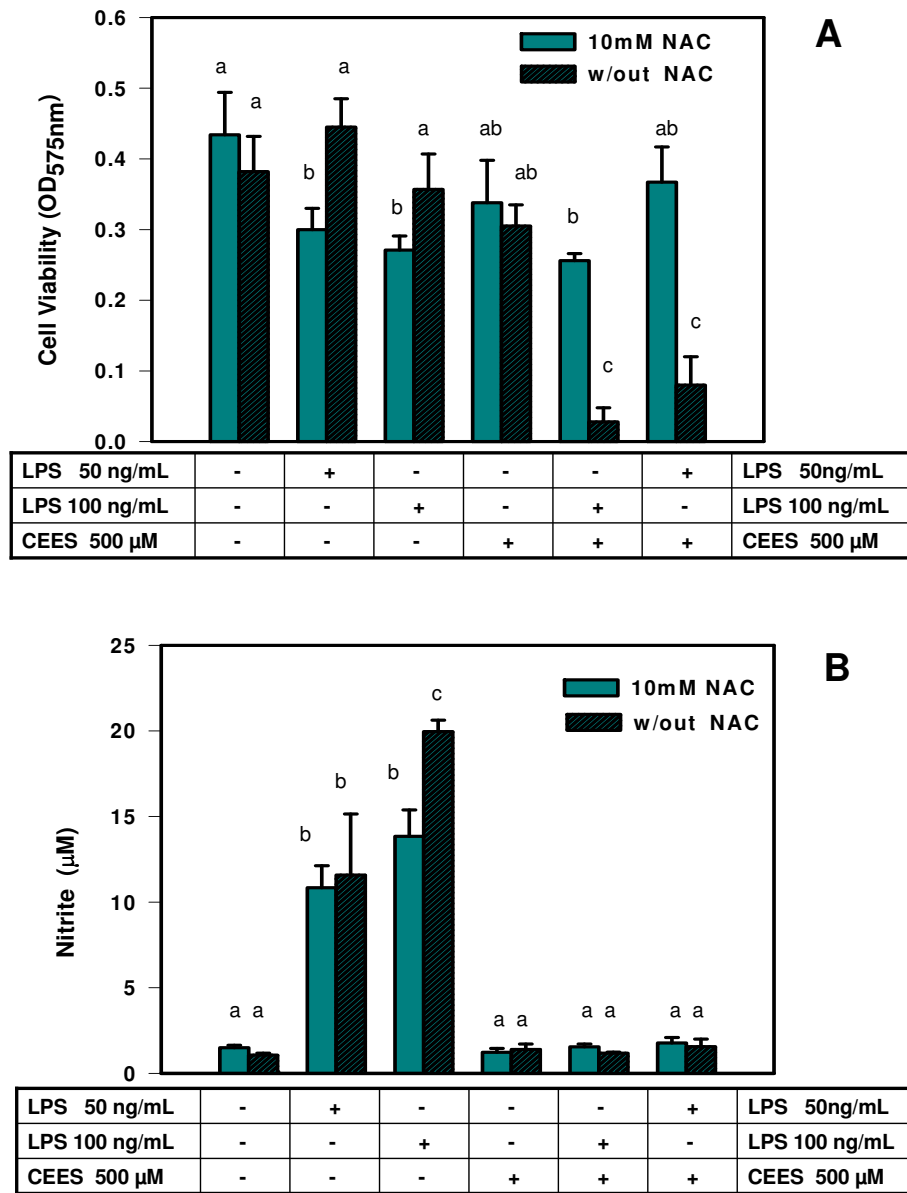 A
10mM NAC
w/out NAC
Cell Viability (OD575nm)
0.6
0.5
0.4
0.3
0.2
0.1
0.0
a a b a b a ab ab b c ab c
LPS 50 ng/mL - + - - - + LPS 50ng/mL
LPS 100 ng/mL - - + - + - LPS 100 ng/mL
CEES 500 µM - - - + + + CEES 500 µM
B
10mM NAC
w/out NAC
Nitrite (µM)
25
20
15
10
5
0
a a b b b c a a a a a a
LPS 50 ng/mL - + - - - + LPS 50ng/mL
LPS 100 ng/mL - - + - + - LPS 100 ng/mL
CEES 500 µM - - - + + + CEES 500 µM